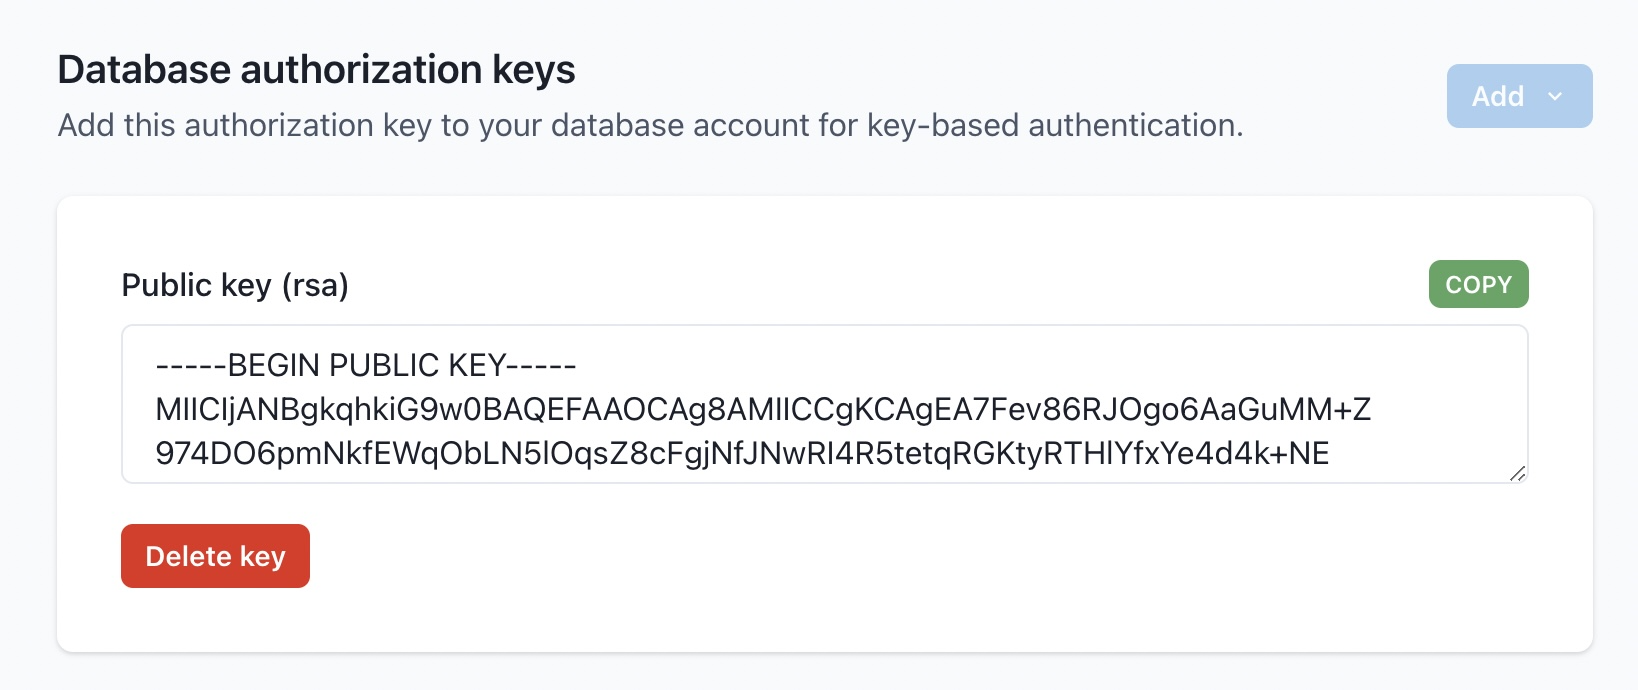 Database authorization keys
Add this authorization key to your database account for key-based authentication.
Add
Public key (rsa)
COPY
-----BEGIN PUBLIC KEY-----
MIICIjANBgkqhkiG9w0BAQEFAAOCAg8AMIICCgKCAgEA7Fev86RJOgo6AaGuMM+Z
974DO6pmNkfEWqObLN5lOqsZ8cFgjNfJNwRI4R5tetqRGKtyRTHlYfxYe4d4k+NE
Delete key